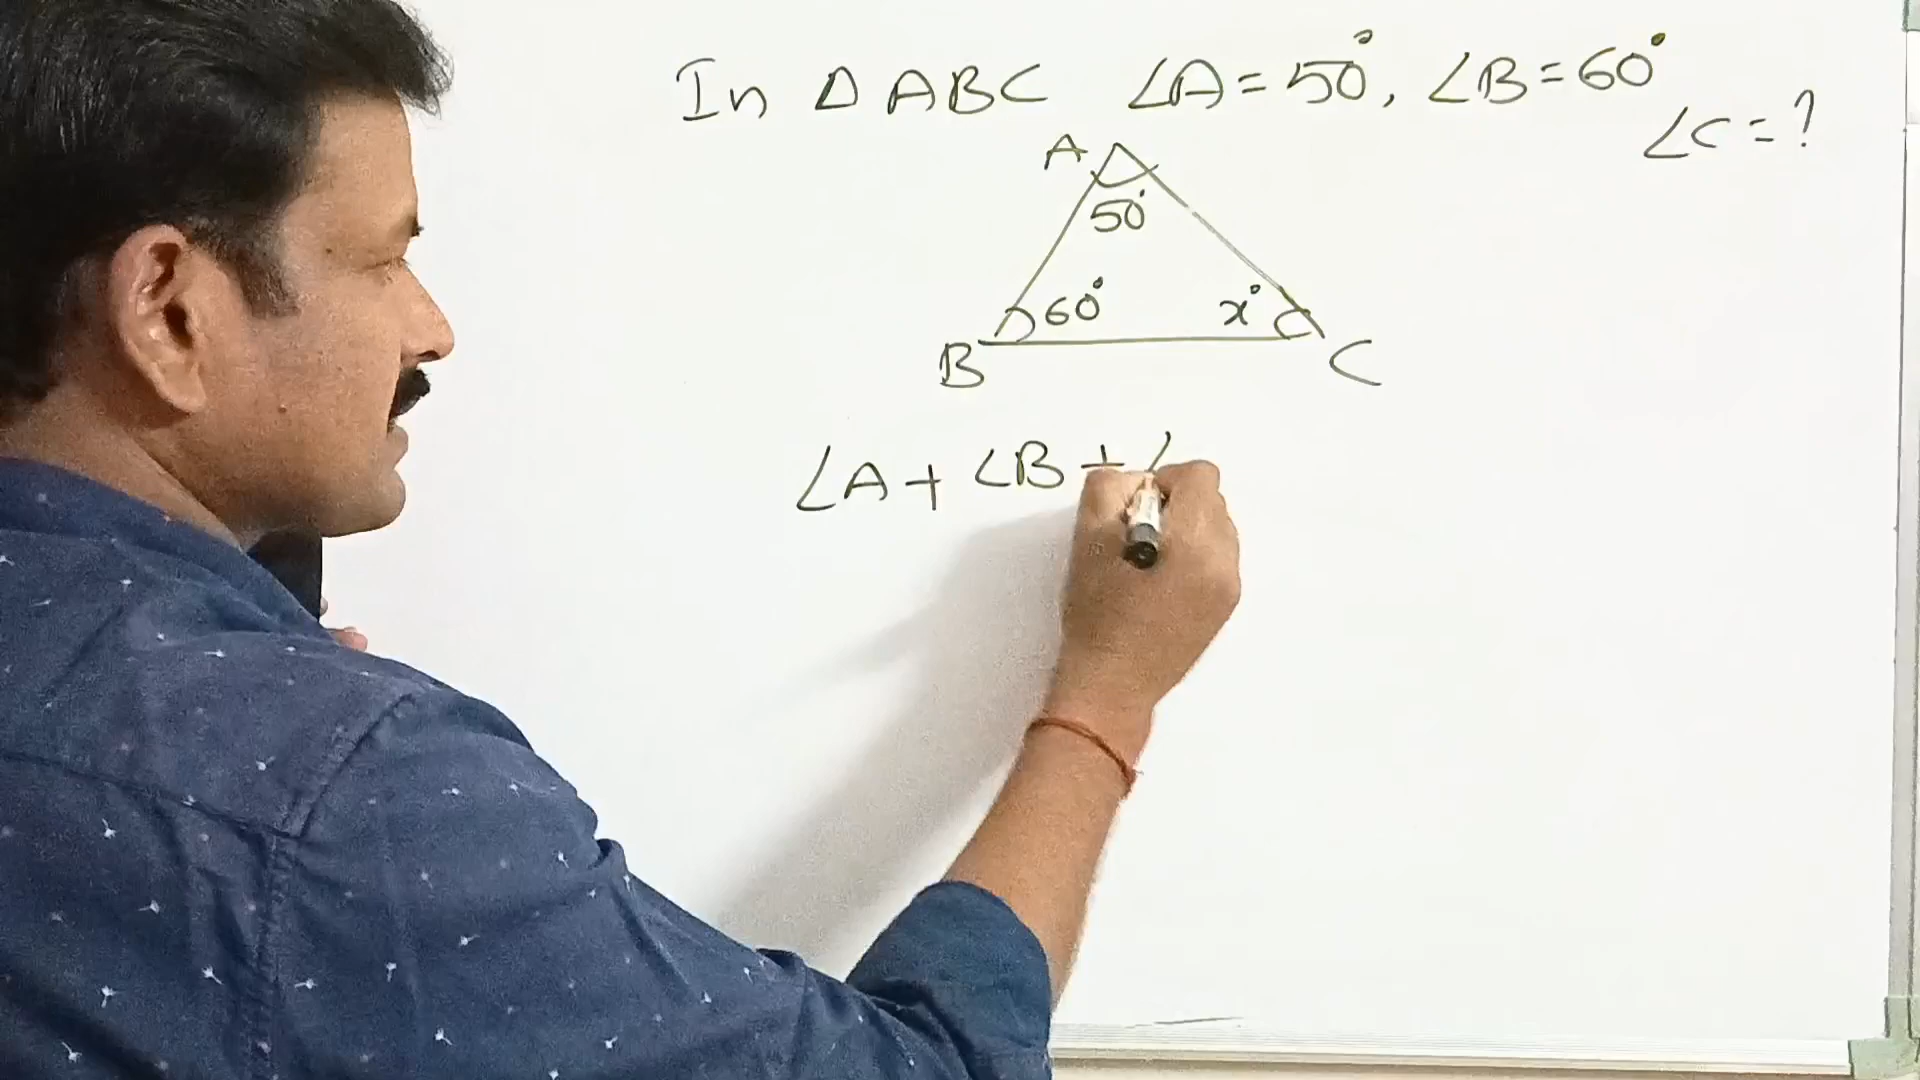 In △ ABC ∠A = 50°, ∠B = 60°
∠C = ?
A
50°
60° x°
B C
∠A + ∠B + ∠